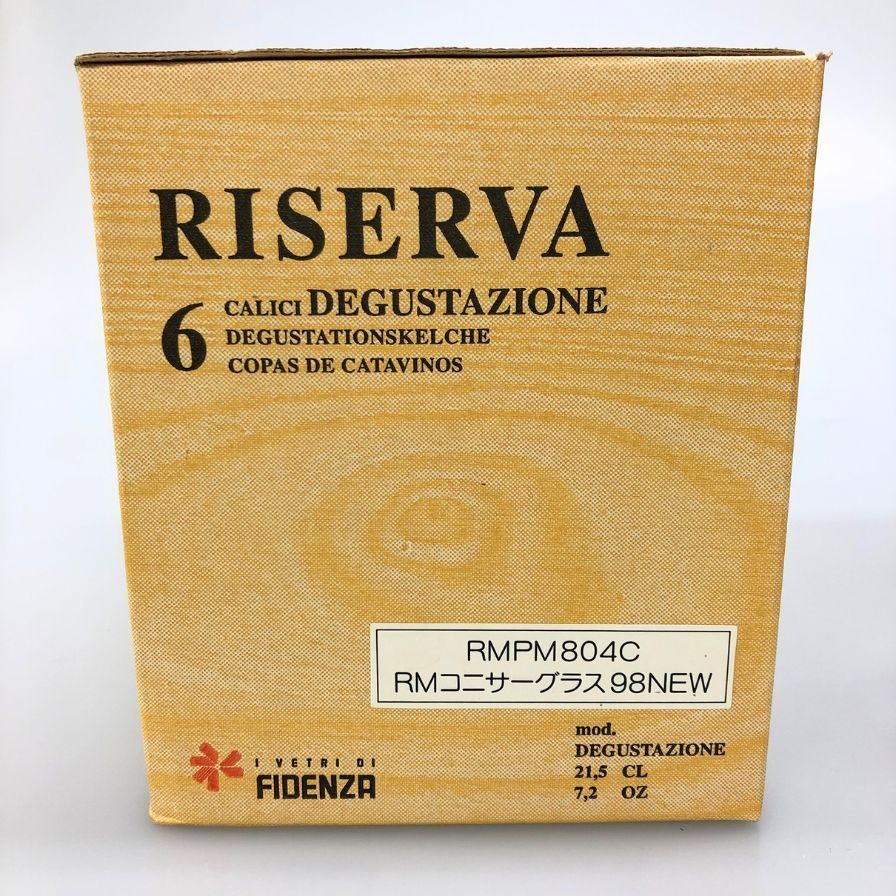 RISERVA
6 CALICI DEGUSTAZIONE
DEGUSTATIONSKELCHE
COPAS DE CATAVINOS
RMPM804C
RMコニサーグラス98NEW
mod.
DEGUSTAZIONE
21,5 CL
7,2 OZ
I VETRI DI
FIDENZA